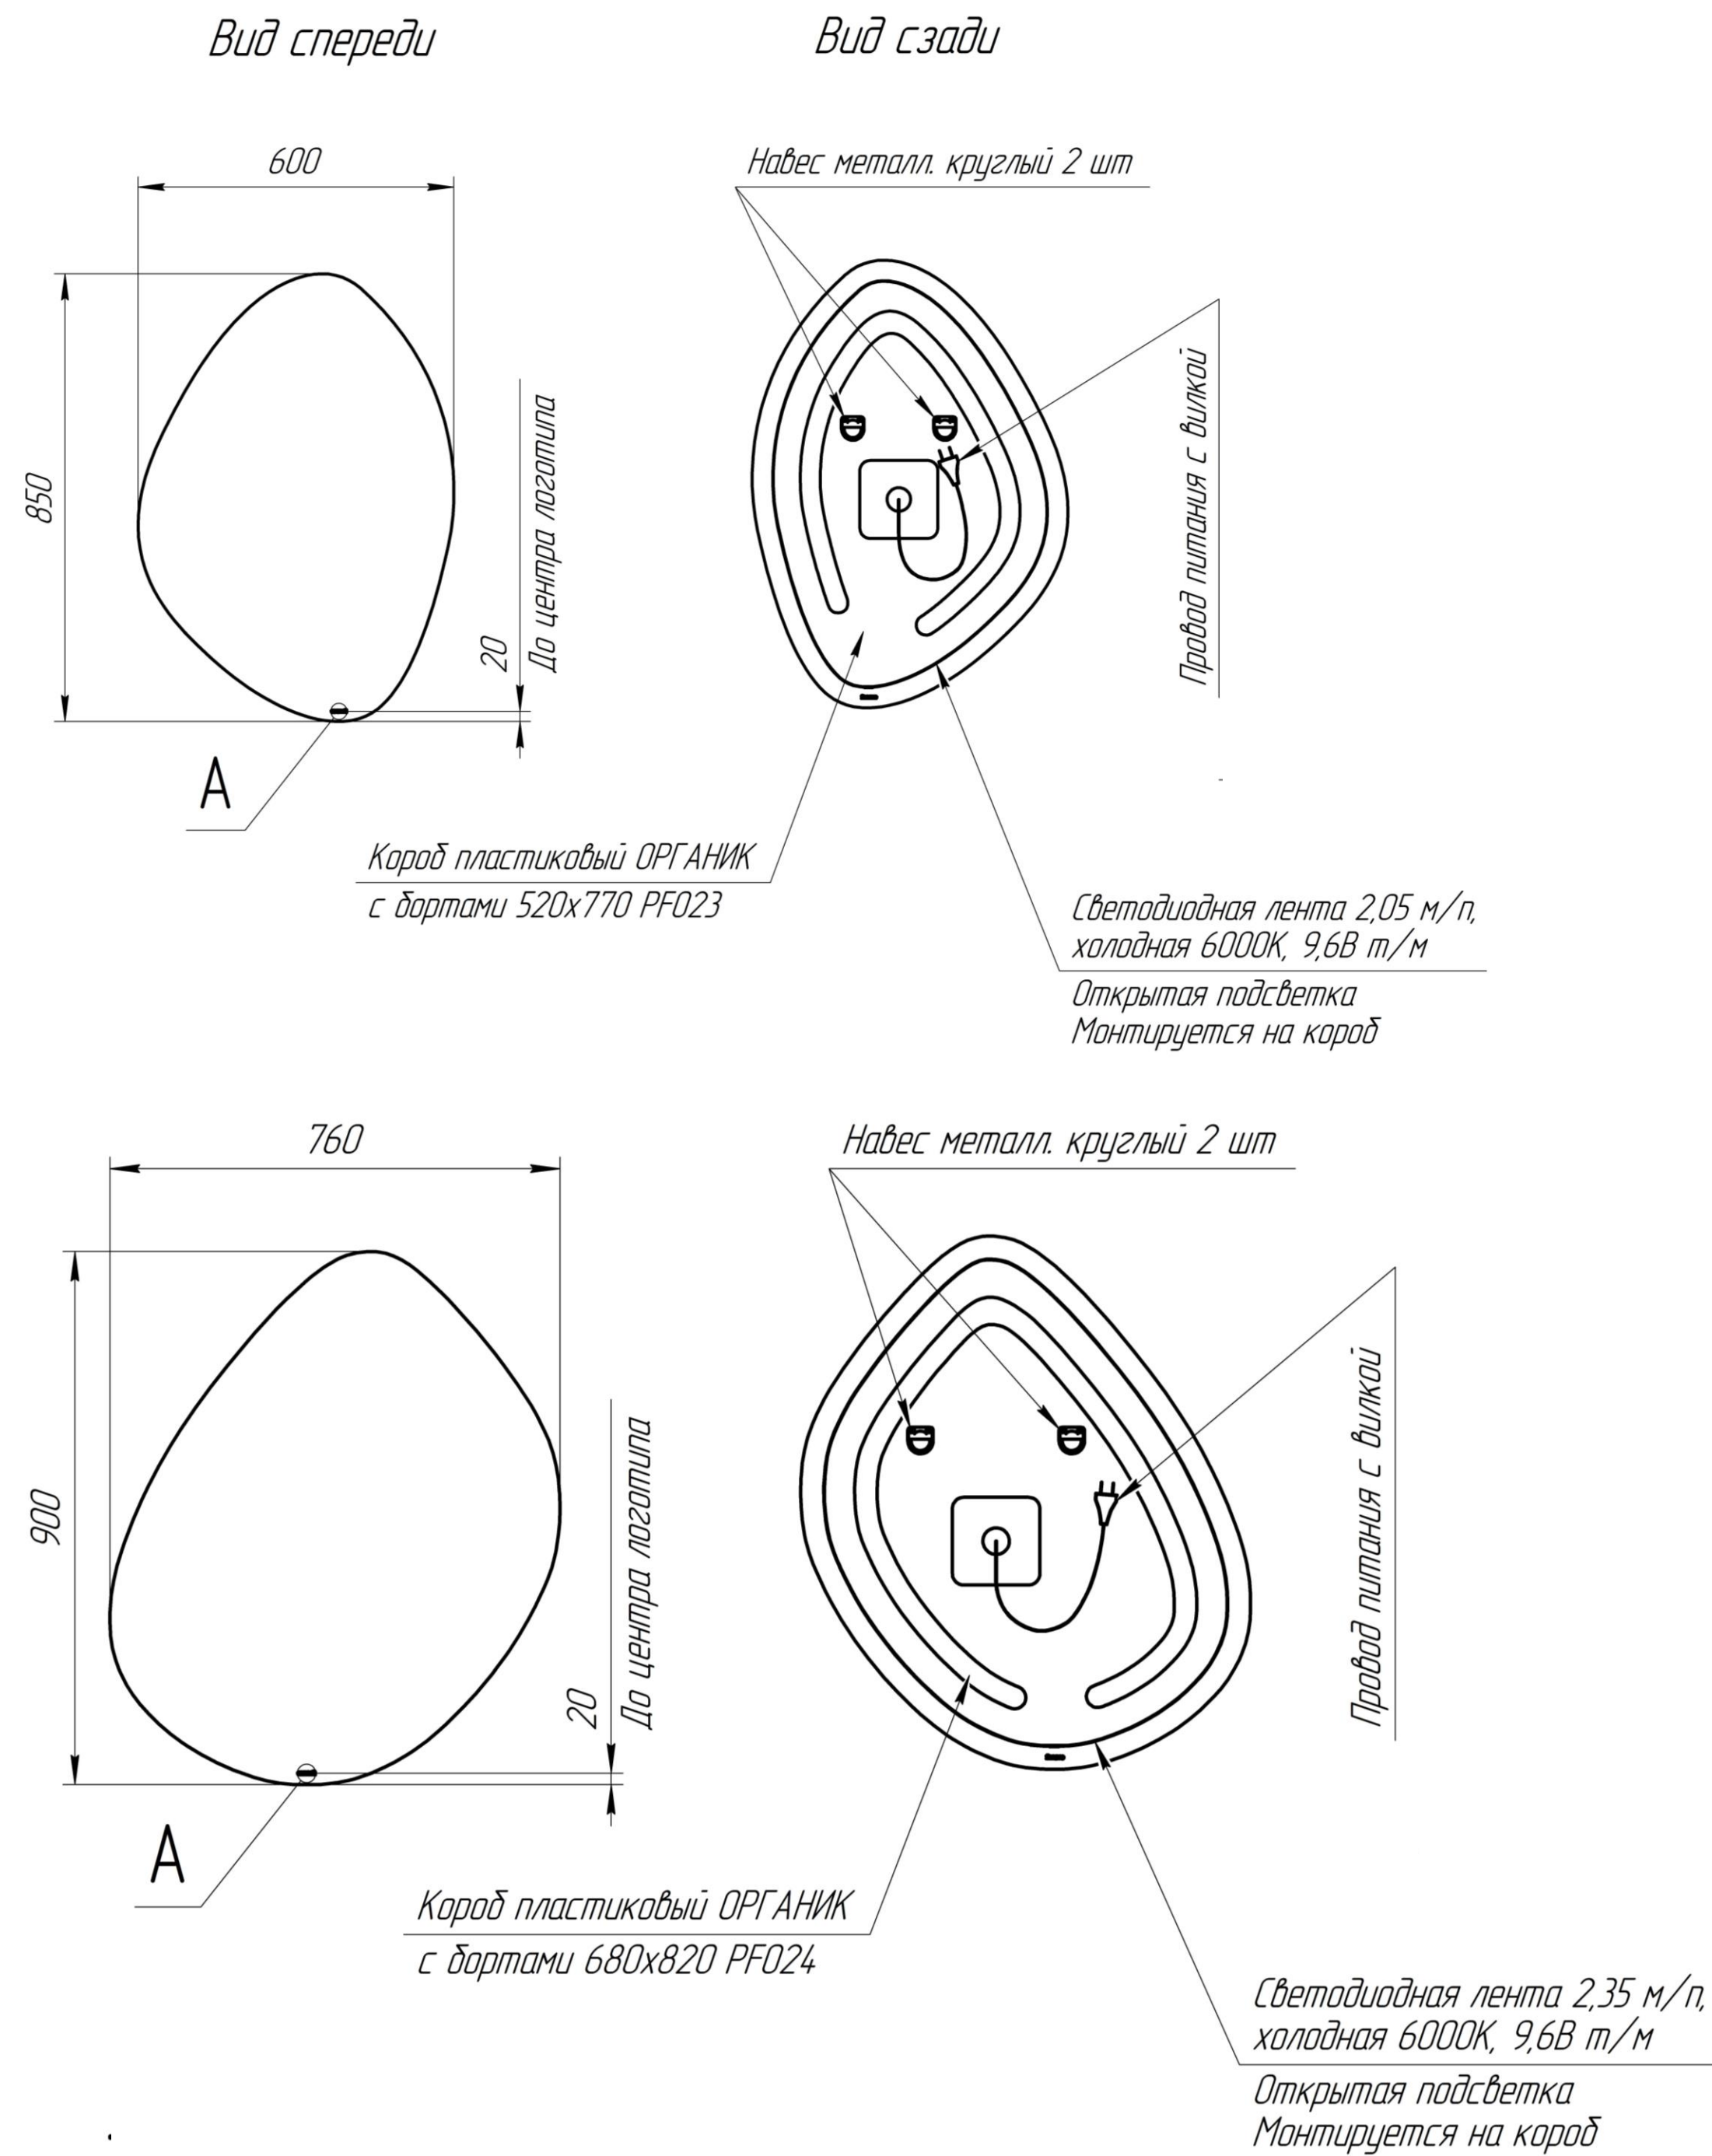 Вид спереди
Вид сзади
600
Навес металл. круглый 2 шт
850
20
До центра логотипа
Провод питания с вилкой
А
Короб пластиковый ОРГАНИК
с бортами 520х770 PF023
Светодиодная лента 2,05 м/п,
холодная 6000К, 9,6В т/м
Открытая подсветка
Монтируется на короб
760
Навес металл. круглый 2 шт
900
20
До центра логотипа
Провод питания с вилкой
А
Короб пластиковый ОРГАНИК
с бортами 680х820 PF024
Светодиодная лента 2,35 м/п,
холодная 6000К, 9,6В т/м
Открытая подсветка
Монтируется на короб